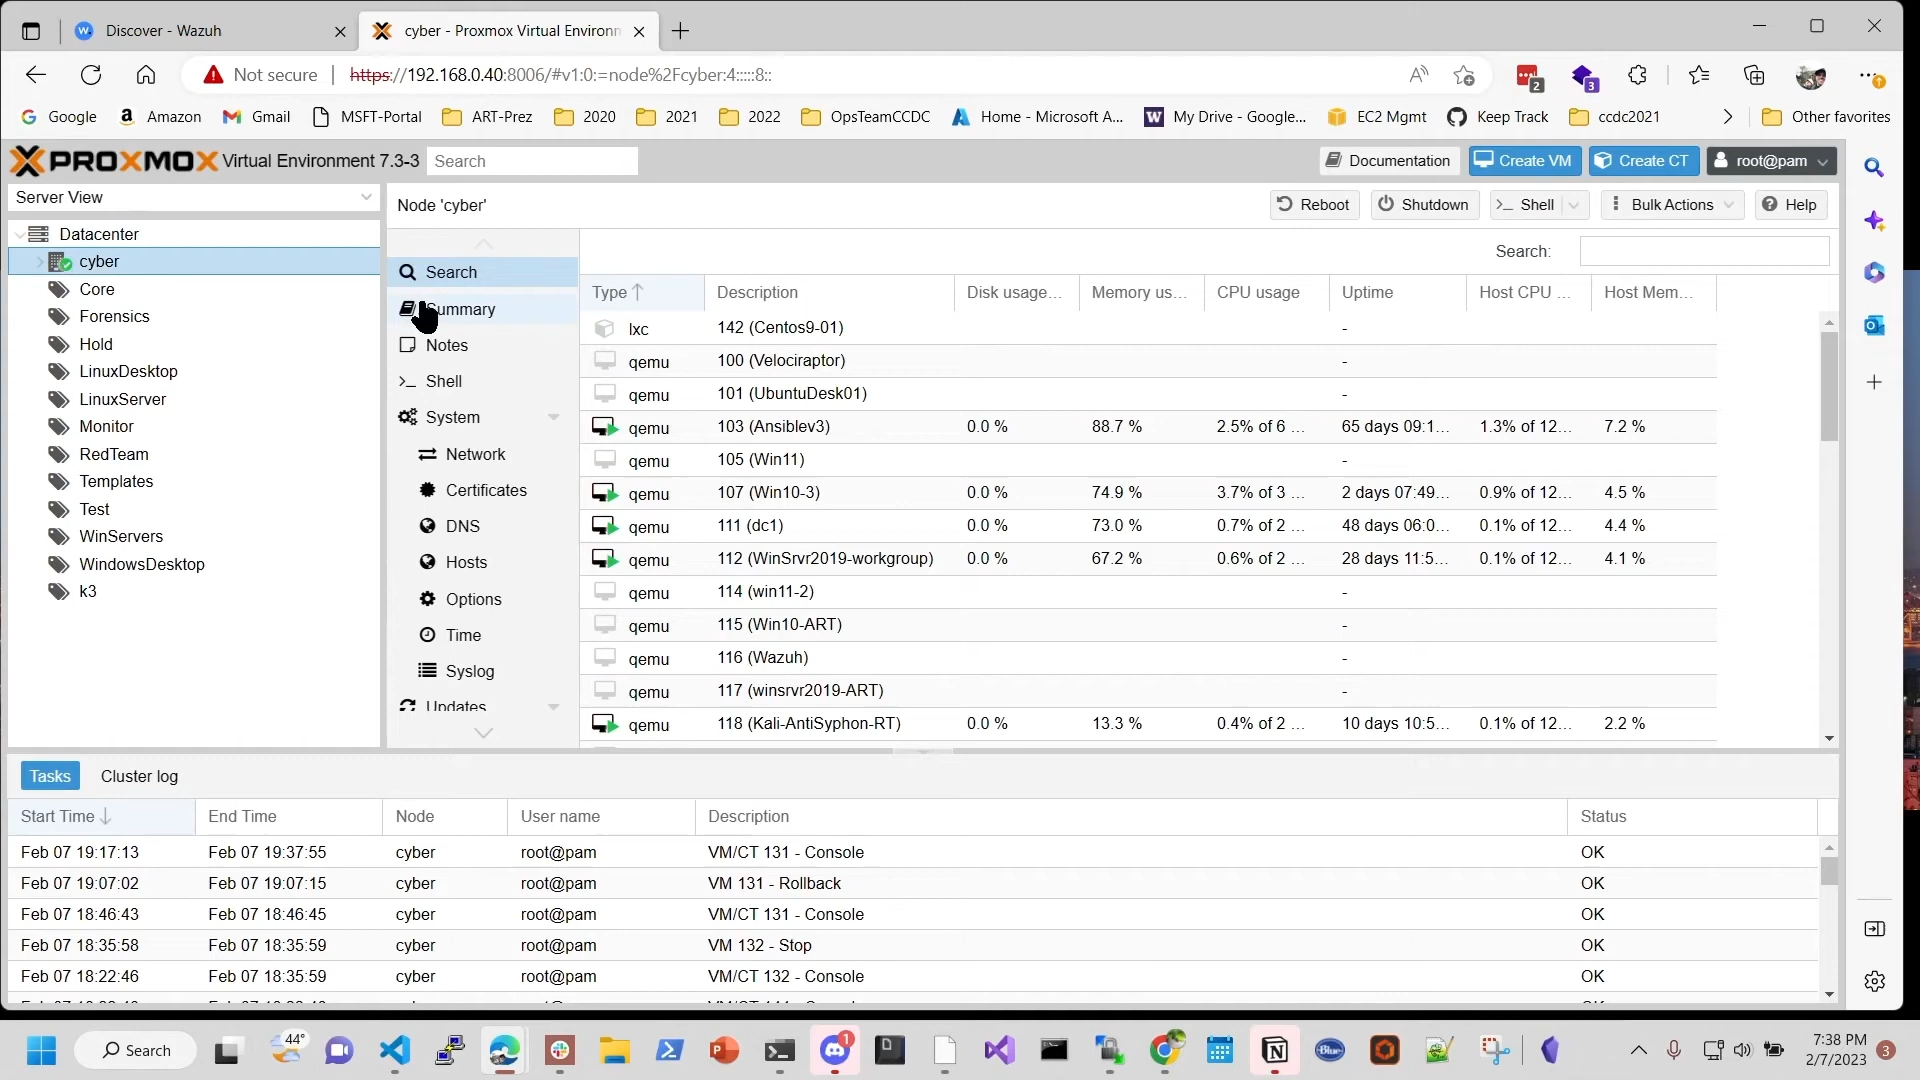 Discover - Wazuh
cyber - Proxmox Virtual Environn
Not secure
https://192.168.0.40:8006/#v1:0:=node%2Fcyber:4:::::8::
A
2
3
Google
Amazon
Gmail
MSFT-Portal
ART-Prez
2020
2021
2022
OpsTeamCCDC
Home - Microsoft A...
My Drive - Google...
EC2 Mgmt
Keep Track
ccdc2021
Other favorites
PROXMOX Virtual Environment 7.3-3
Search
Documentation
Create VM
Create CT
root@pam
Server View
Node 'cyber'
Reboot
Shutdown
Shell
Bulk Actions
Help
Datacenter
cyber
Core
Forensics
Hold
LinuxDesktop
LinuxServer
Monitor
RedTeam
Templates
Test
WinServers
WindowsDesktop
k3
Search
Summary
Notes
Shell
System
Network
Certificates
DNS
Hosts
Options
Time
Syslog
Updates
Search:
Type Description Disk usage... Memory us... CPU usage Uptime Host CPU ... Host Mem...
lxc 142 (Centos9-01) -
qemu 100 (Velociraptor) -
qemu 101 (UbuntuDesk01) -
qemu 103 (Ansiblev3) 0.0 % 88.7 % 2.5% of 6 ... 65 days 09:1... 1.3% of 12... 7.2 %
qemu 105 (Win11) -
qemu 107 (Win10-3) 0.0 % 74.9 % 3.7% of 3 ... 2 days 07:49... 0.9% of 12... 4.5 %
qemu 111 (dc1) 0.0 % 73.0 % 0.7% of 2 ... 48 days 06:0... 0.1% of 12... 4.4 %
qemu 112 (WinSrvr2019-workgroup) 0.0 % 67.2 % 0.6% of 2 ... 28 days 11:5... 0.1% of 12... 4.1 %
qemu 114 (win11-2) -
qemu 115 (Win10-ART) -
qemu 116 (Wazuh) -
qemu 117 (winsrvr2019-ART) -
qemu 118 (Kali-AntiSyphon-RT) 0.0 % 13.3 % 0.4% of 2 ... 10 days 10:5... 0.1% of 12... 2.2 %
Tasks
Cluster log
Start Time End Time Node User name Description Status
Feb 07 19:17:13 Feb 07 19:37:55 cyber root@pam VM/CT 131 - Console OK
Feb 07 19:07:02 Feb 07 19:07:15 cyber root@pam VM 131 - Rollback OK
Feb 07 18:46:43 Feb 07 18:46:45 cyber root@pam VM/CT 131 - Console OK
Feb 07 18:35:58 Feb 07 18:35:59 cyber root@pam VM 132 - Stop OK
Feb 07 18:22:46 Feb 07 18:35:59 cyber root@pam VM/CT 132 - Console OK
Search
44°
1
Blue
7:38 PM
2/7/2023
3